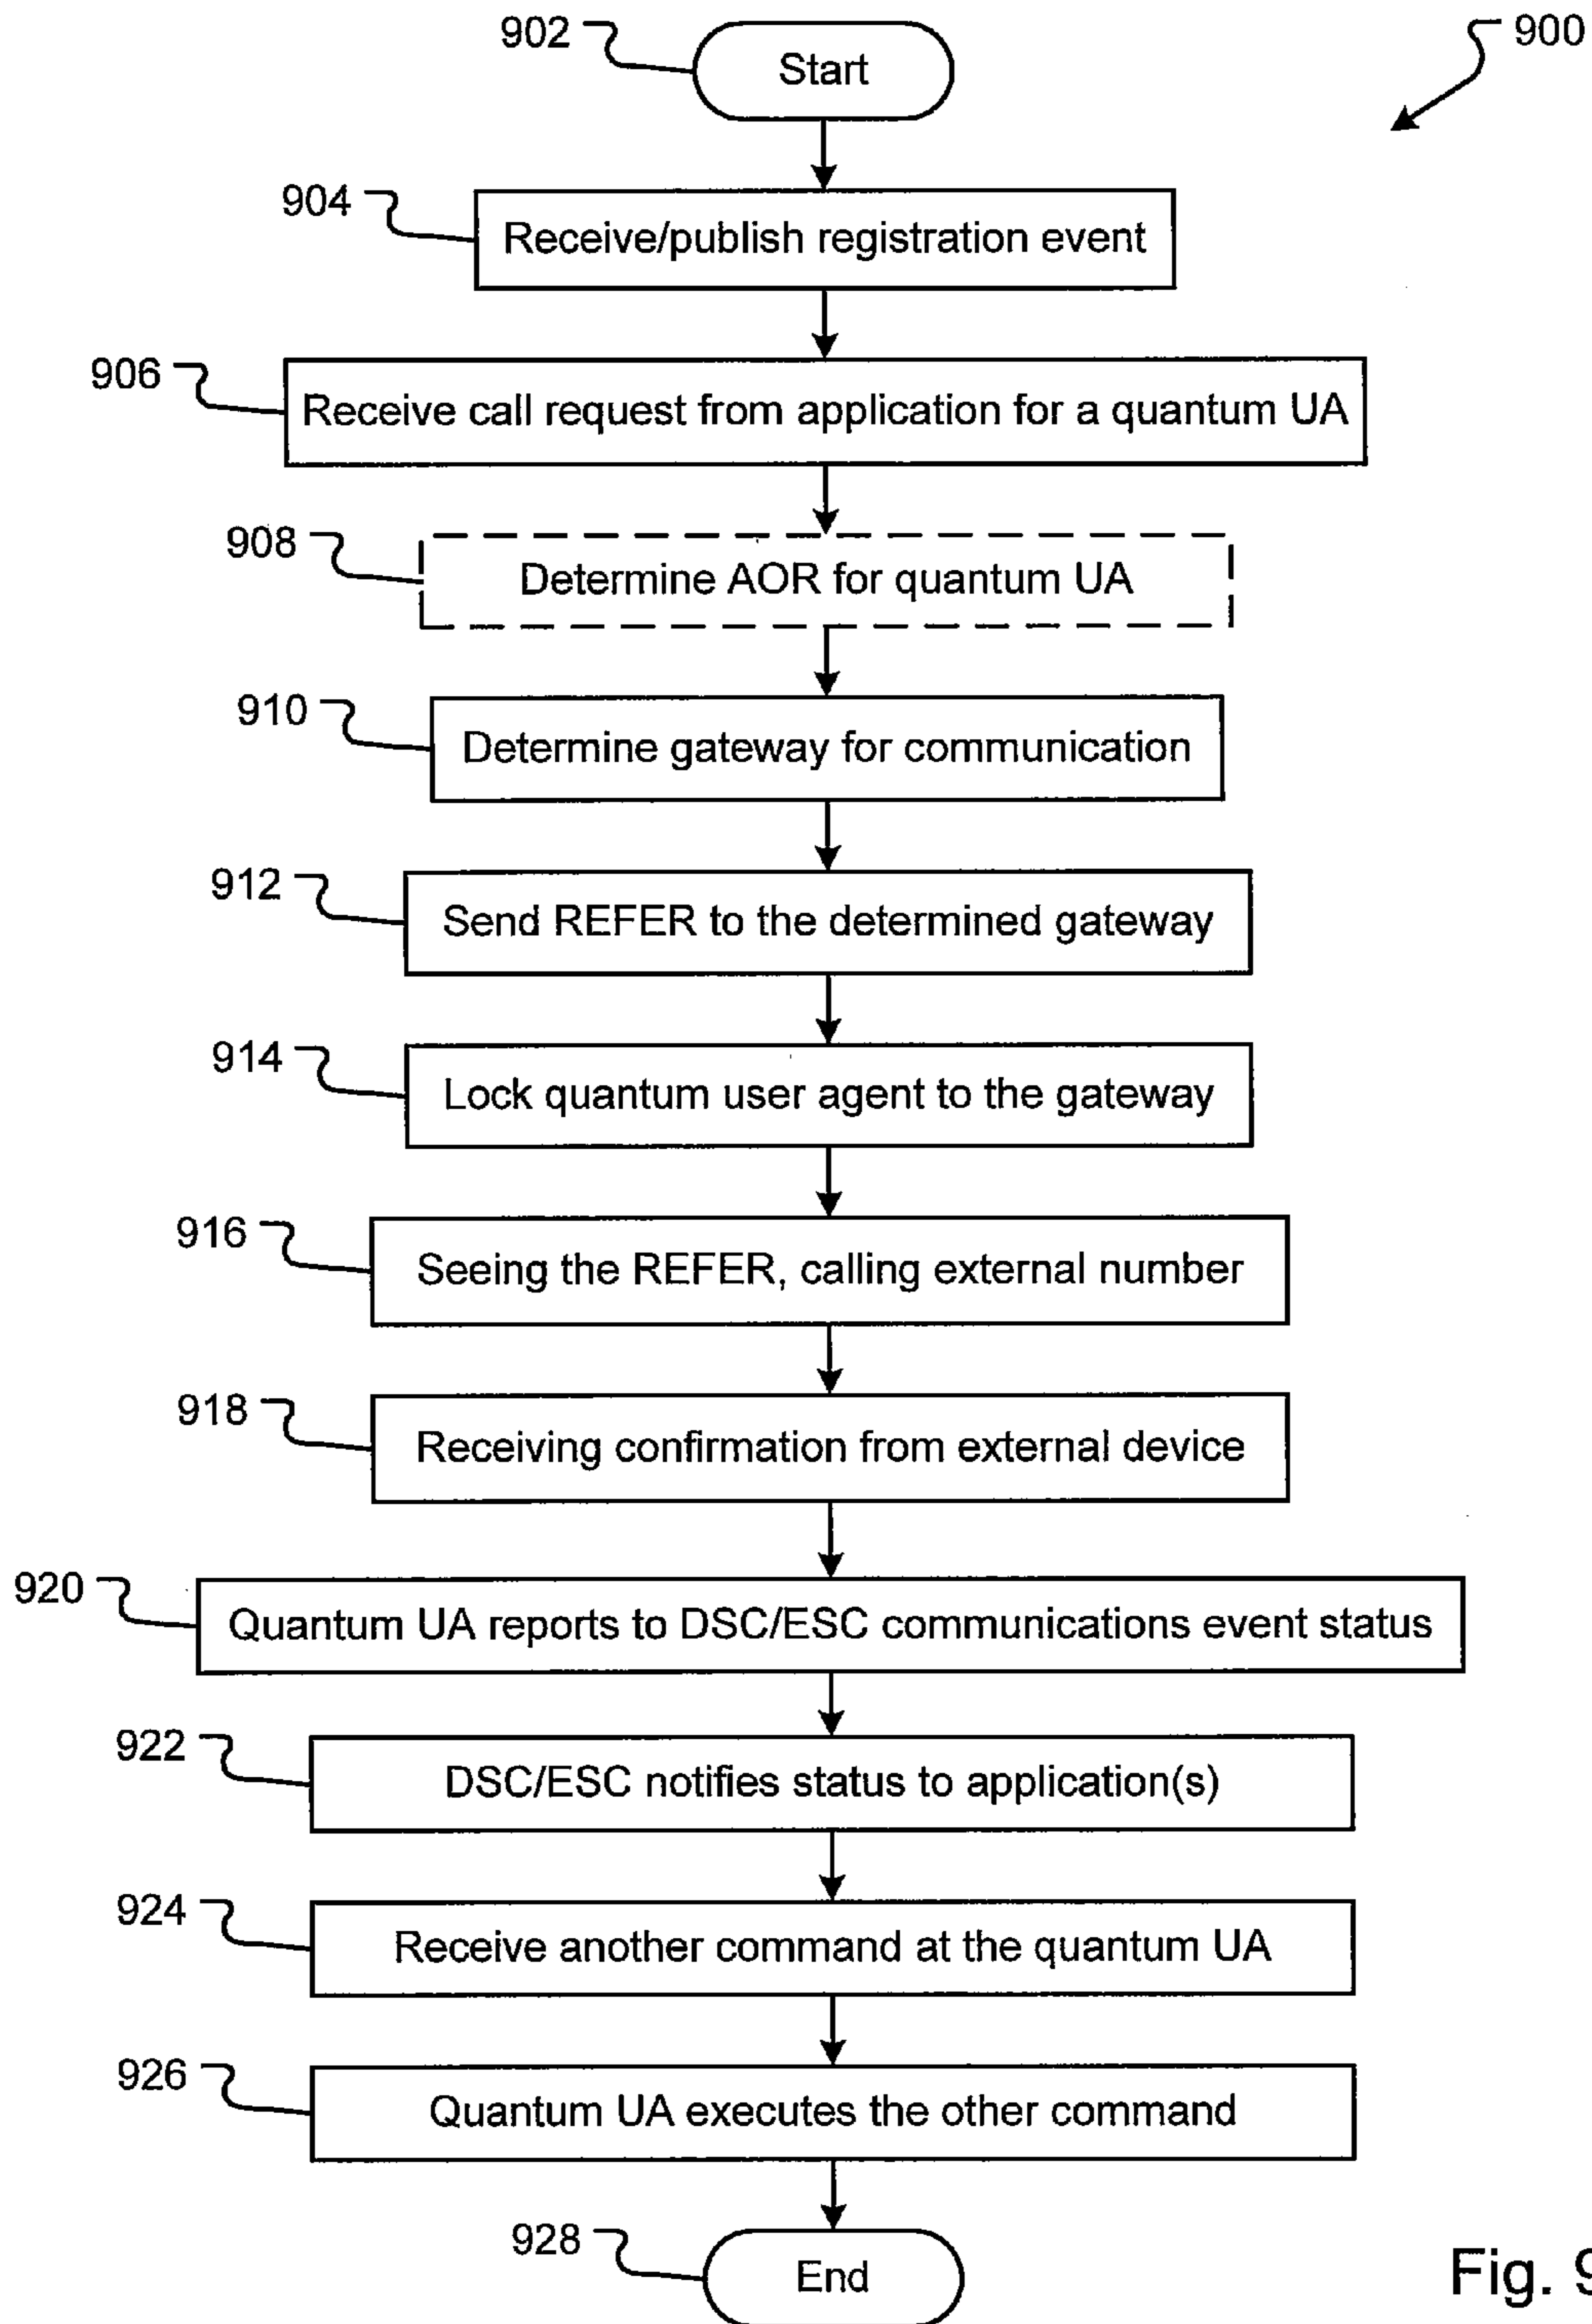 902
Start
900
904
Receive/publish registration event
906
Receive call request from application for a quantum UA
908
Determine AOR for quantum UA
910
Determine gateway for communication
912
Send REFER to the determined gateway
914
Lock quantum user agent to the gateway
916
Seeing the REFER, calling external number
918
Receiving confirmation from external device
920
Quantum UA reports to DSC/ESC communications event status
922
DSC/ESC notifies status to application(s)
924
Receive another command at the quantum UA
926
Quantum UA executes the other command
928
End
Fig. 9